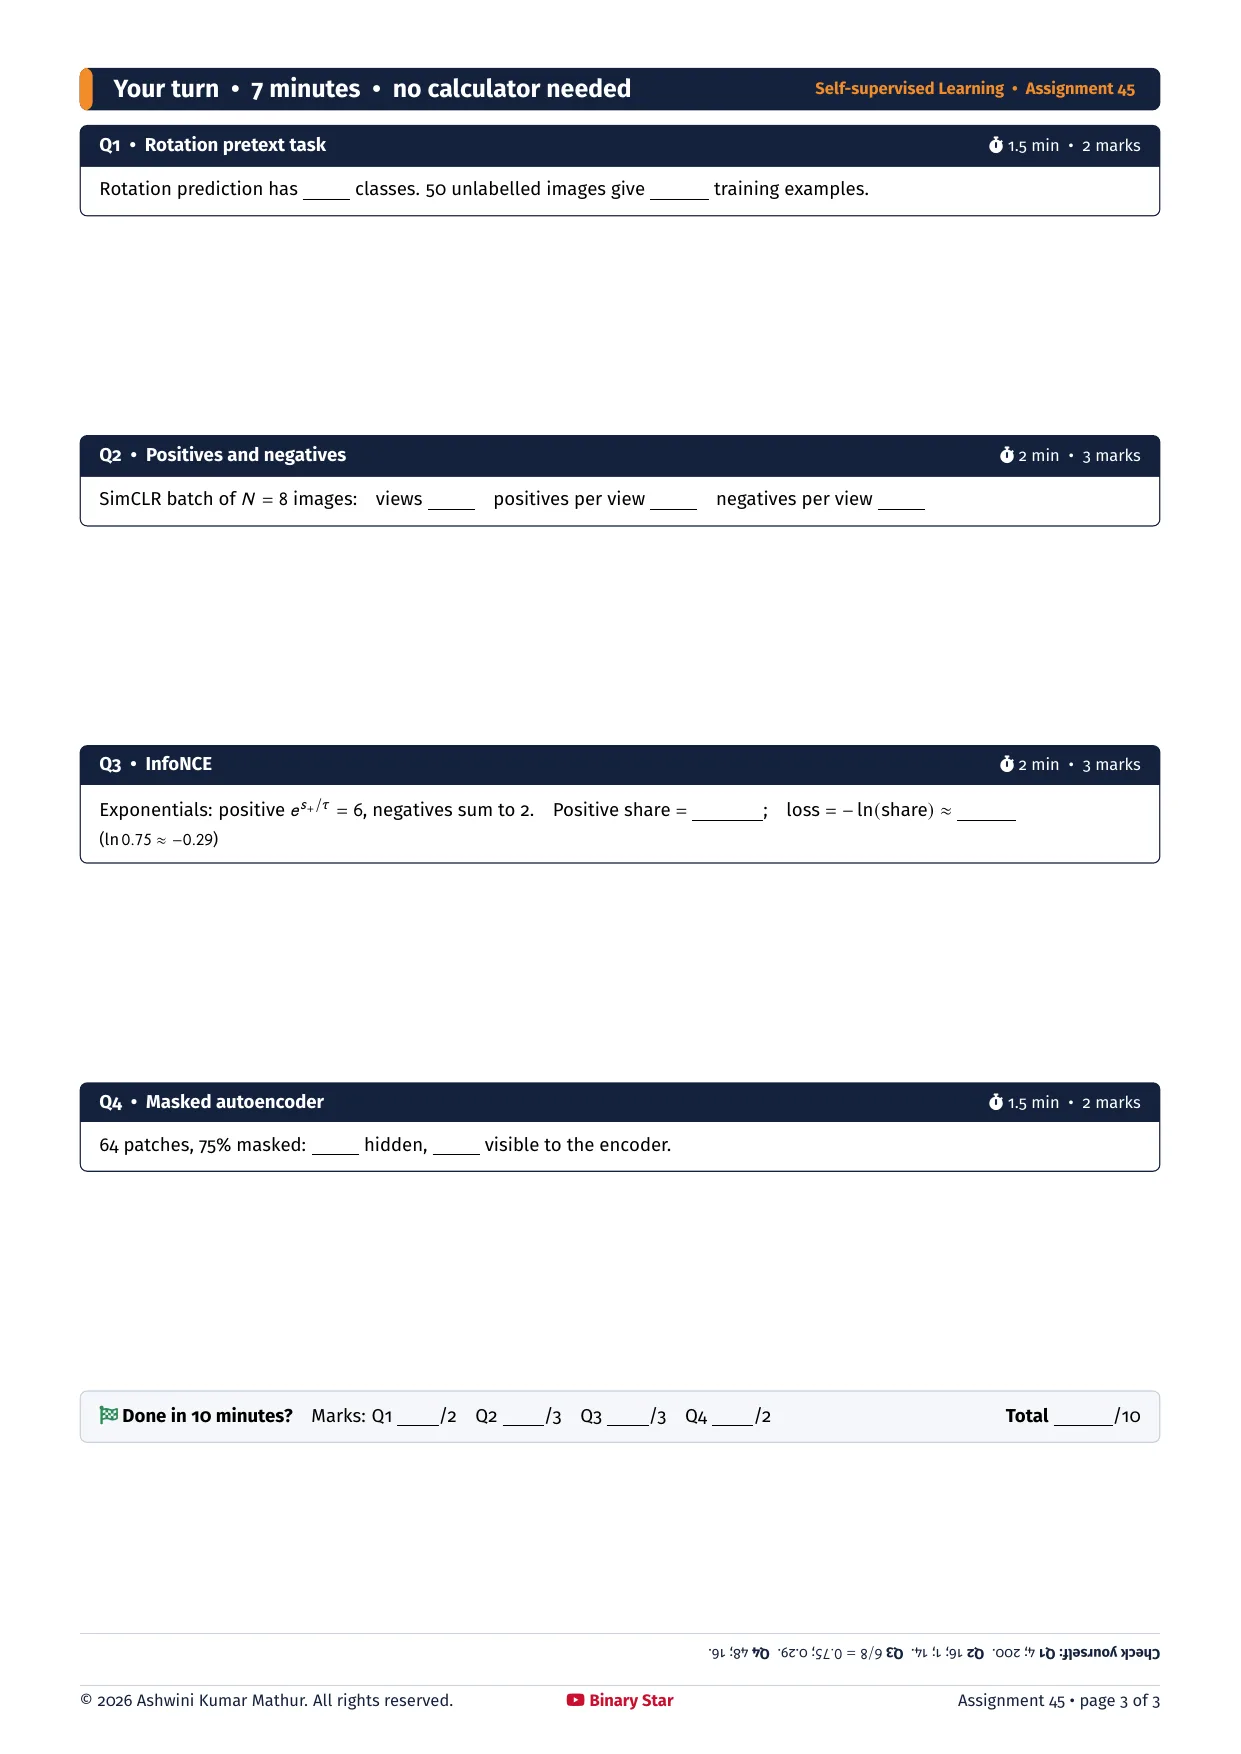 Your turn • 7 minutes • no calculator needed
Self-supervised Learning • Assignment 45
Q1 • Rotation pretext task
1.5 min • 2 marks
Rotation prediction has _____ classes. 50 unlabelled images give ______ training examples.
Q2 • Positives and negatives
2 min • 3 marks
SimCLR batch of N = 8 images: views _____ positives per view _____ negatives per view _____
Q3 • InfoNCE
2 min • 3 marks
Exponentials: positive e^{s₊/τ} = 6, negatives sum to 2. Positive share = _______; loss = − ln(share) ≈ ______
(ln 0.75 ≈ −0.29)
Q4 • Masked autoencoder
1.5 min • 2 marks
64 patches, 75% masked: _____ hidden, _____ visible to the encoder.
Done in 10 minutes? Marks: Q1 ____/2 Q2 ____/3 Q3 ____/3 Q4 ____/2 Total ______/10
Check yourself: Q1 4; 200. Q2 16; 1; 14. Q3 6/8 = 0.75; 0.29. Q4 48; 16.
© 2026 Ashwini Kumar Mathur. All rights reserved.
Binary Star
Assignment 45 • page 3 of 3